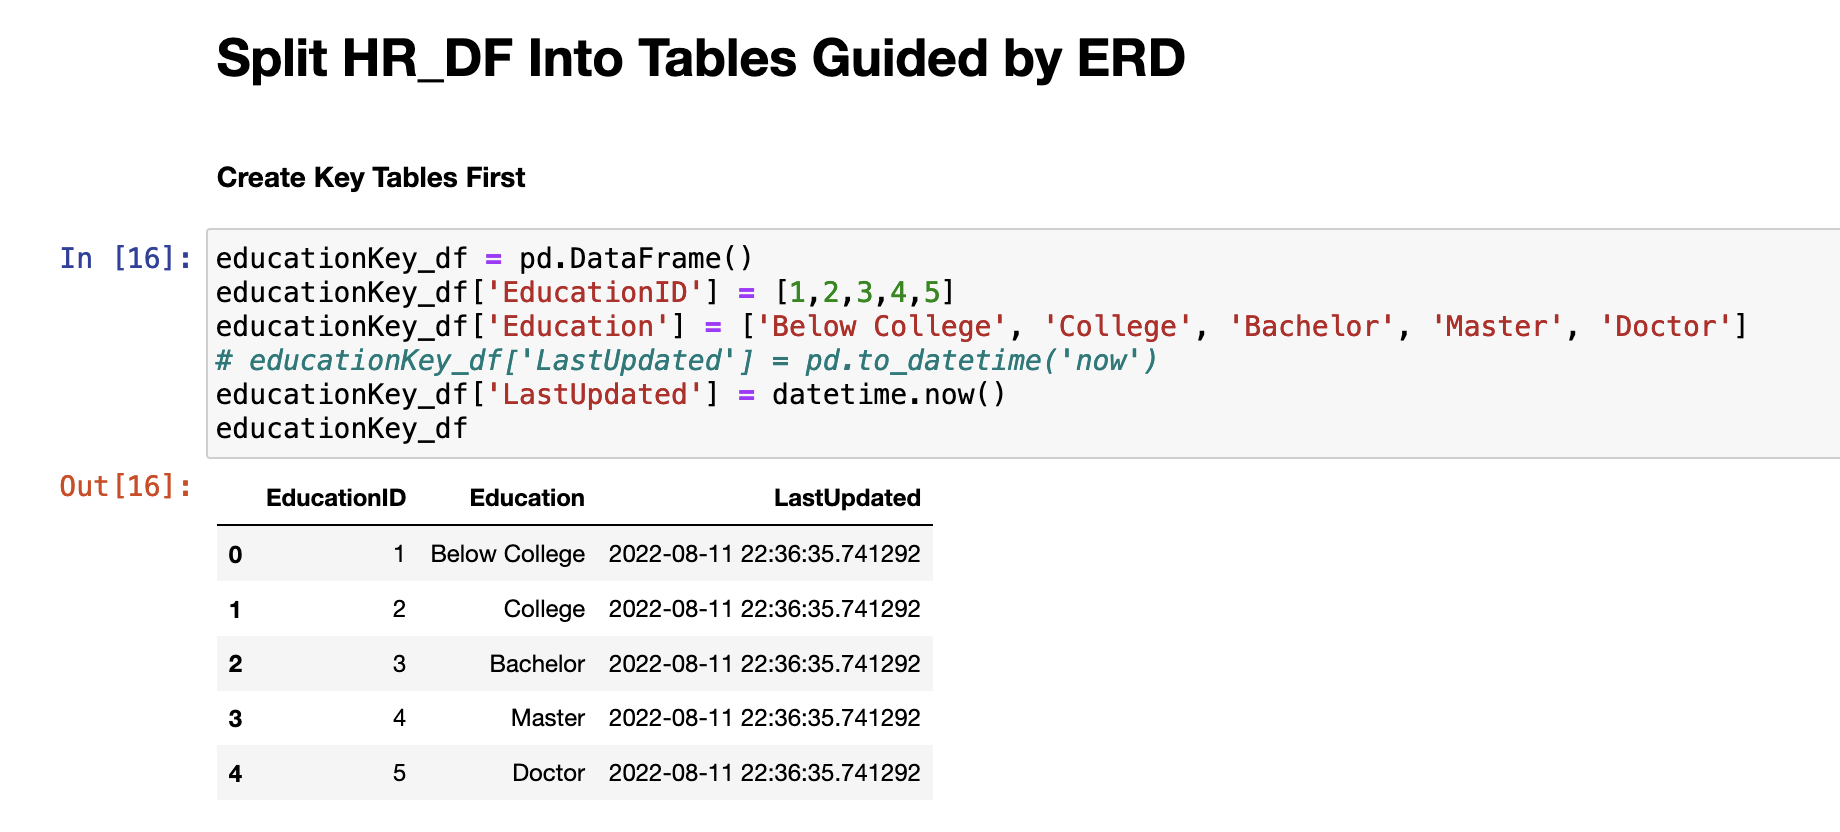 Split HR_DF Into Tables Guided by ERD
Create Key Tables First
In [16]:
educationKey_df = pd.DataFrame()
educationKey_df['EducationID'] = [1,2,3,4,5]
educationKey_df['Education'] = ['Below College', 'College', 'Bachelor', 'Master', 'Doctor']
# educationKey_df['LastUpdated'] = pd.to_datetime('now')
educationKey_df['LastUpdated'] = datetime.now()
educationKey_df
Out[16]:
EducationID Education LastUpdated
0 1 Below College 2022-08-11 22:36:35.741292
1 2 College 2022-08-11 22:36:35.741292
2 3 Bachelor 2022-08-11 22:36:35.741292
3 4 Master 2022-08-11 22:36:35.741292
4 5 Doctor 2022-08-11 22:36:35.741292